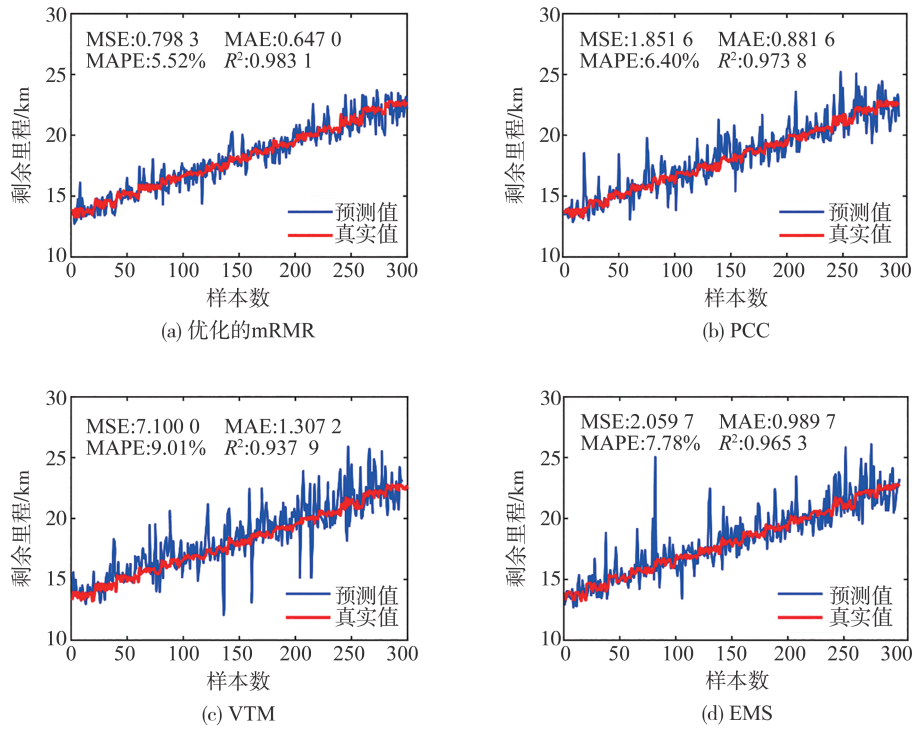 30
25
20
15
10
剩余里程/km
MSE:0.798 3 MAE:0.647 0
MAPE:5.52% R²:0.983 1
预测值
真实值
0 50 100 150 200 250 300
样本数
(a) 优化的mRMR
30
25
20
15
10
剩余里程/km
MSE:1.851 6 MAE:0.881 6
MAPE:6.40% R²:0.973 8
预测值
真实值
0 50 100 150 200 250 300
样本数
(b) PCC
30
25
20
15
10
剩余里程/km
MSE:7.100 0 MAE:1.307 2
MAPE:9.01% R²:0.937 9
预测值
真实值
0 50 100 150 200 250 300
样本数
(c) VTM
30
25
20
15
10
剩余里程/km
MSE:2.059 7 MAE:0.989 7
MAPE:7.78% R²:0.965 3
预测值
真实值
0 50 100 150 200 250 300
样本数
(d) EMS